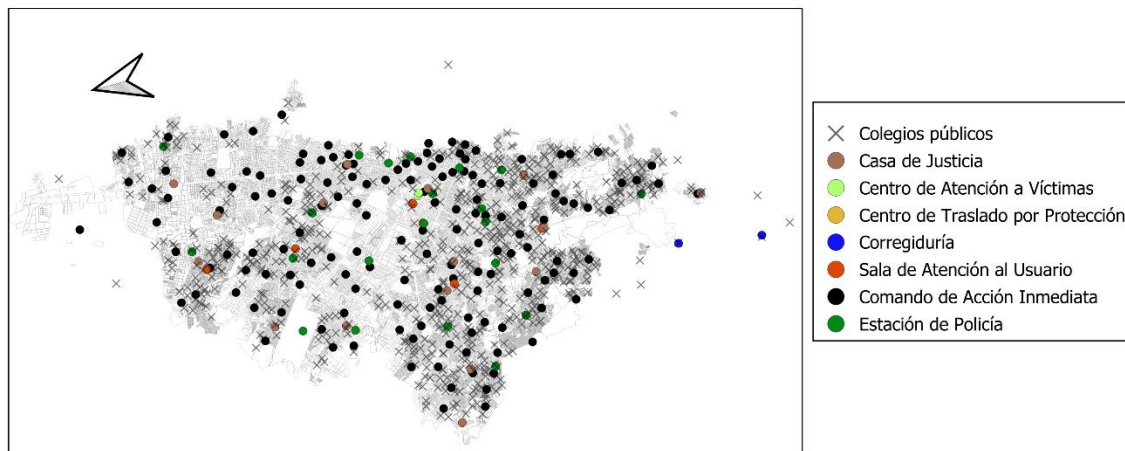 Colegios públicos
Casa de Justicia
Centro de Atención a Víctimas
Centro de Traslado por Protección
Corregiduría
Sala de Atención al Usuario
Comando de Acción Inmediata
Estación de Policía